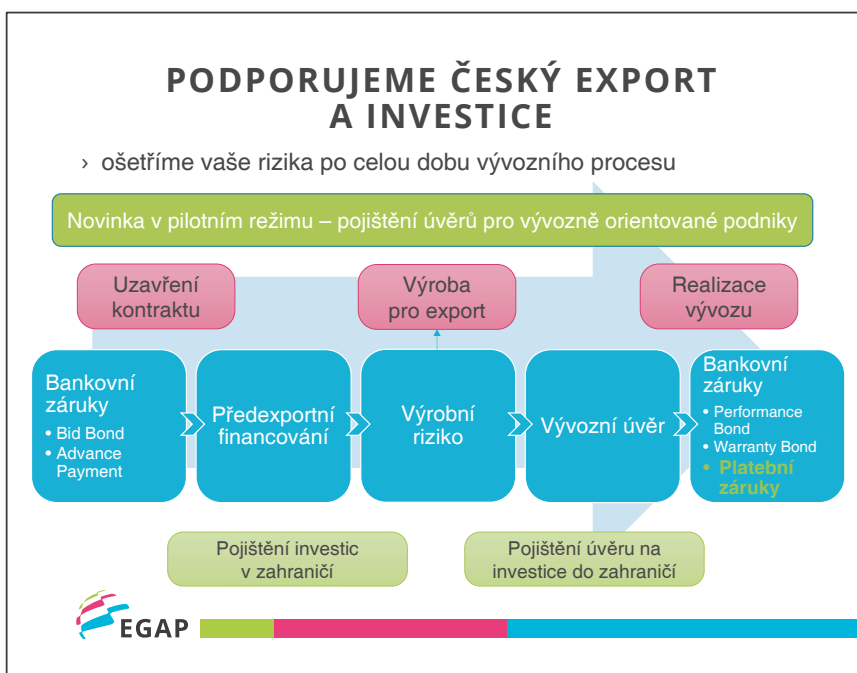 PODPORUJEME ČESKÝ EXPORT
A INVESTICE
› ošetříme vaše rizika po celou dobu vývozního procesu
Novinka v pilotním režimu – pojištění úvěrů pro vývozně orientované podniky
Uzavření
kontraktu
Výroba
pro export
Realizace
vývozu
Bankovní
záruky
• Bid Bond
• Advance
Payment
Předexportní
financování
Výrobní
riziko
Vývozní úvěr
Bankovní
záruky
• Performance
Bond
• Warranty Bond
• Platební
záruky
Pojištění investic
v zahraničí
Pojištění úvěru na
investice do zahraničí
EGAP